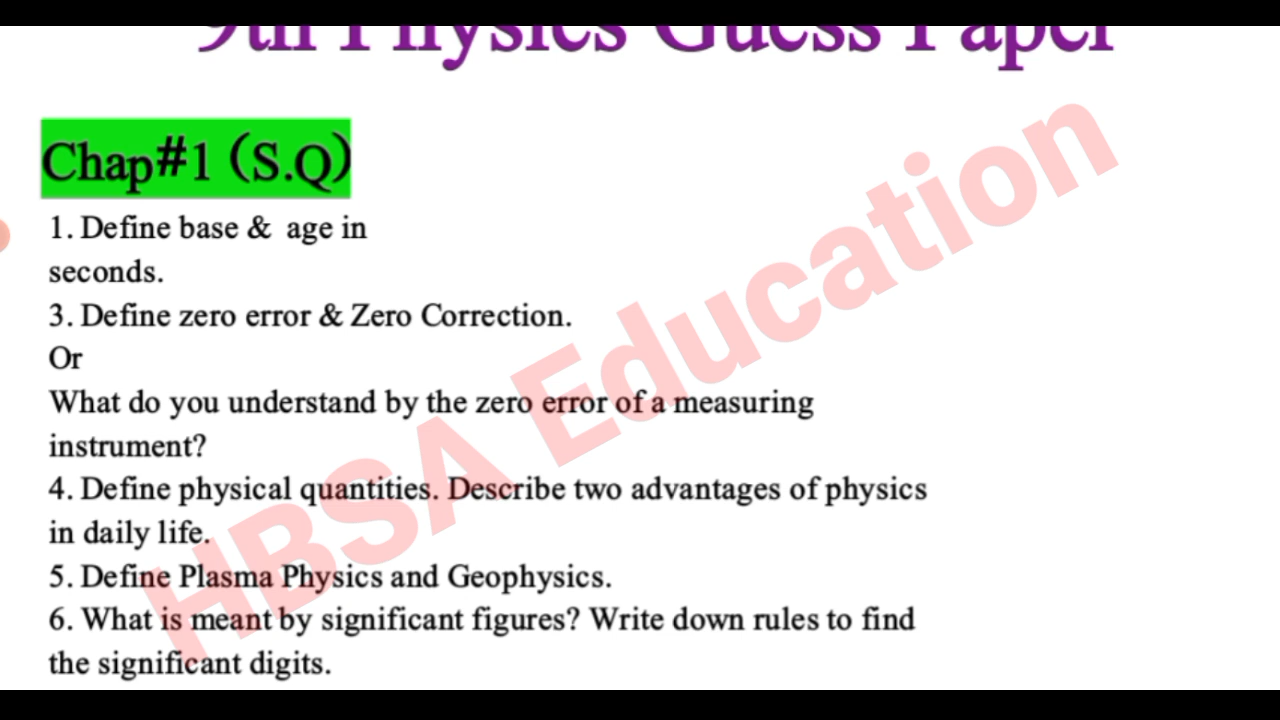 9th Physics Guess Paper
Chap#1 (S.Q)
1. Define base & age in
seconds.
3. Define zero error & Zero Correction.
Or
What do you understand by the zero error of a measuring
instrument?
4. Define physical quantities. Describe two advantages of physics
in daily life.
5. Define Plasma Physics and Geophysics.
6. What is meant by significant figures? Write down rules to find
the significant digits.
HBSA Education